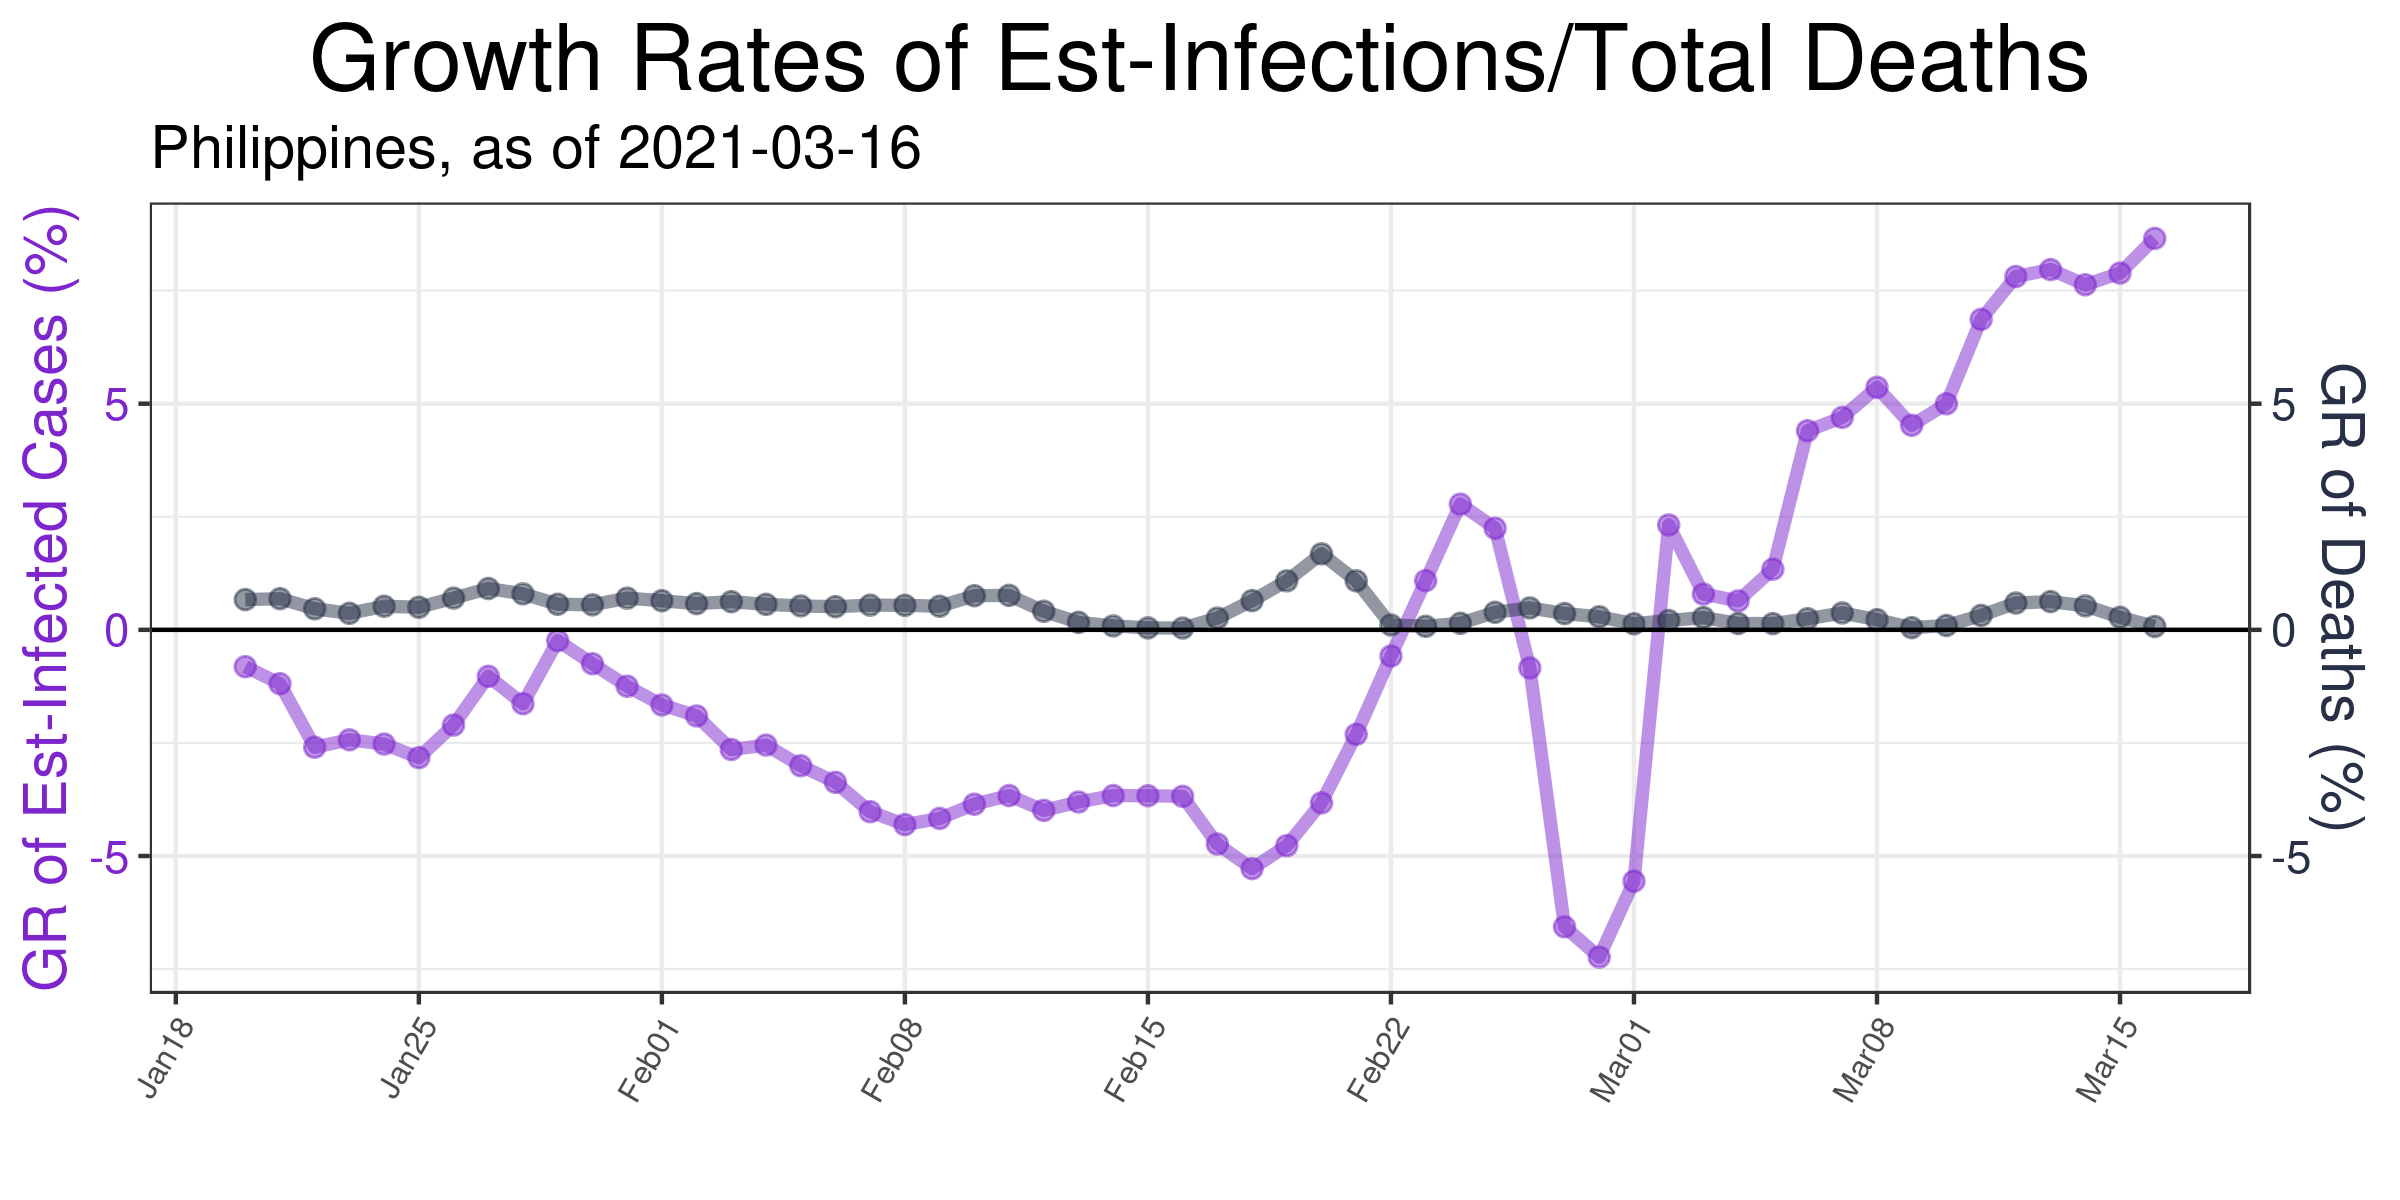 Growth Rates of Est-Infections/Total Deaths
Philippines, as of 2021-03-16
GR of Est-Infected Cases (%)
5
0
-5
5
0
-5
GR of Deaths (%)
Jan18
Jan25
Feb01
Feb08
Feb15
Feb22
Mar01
Mar08
Mar15